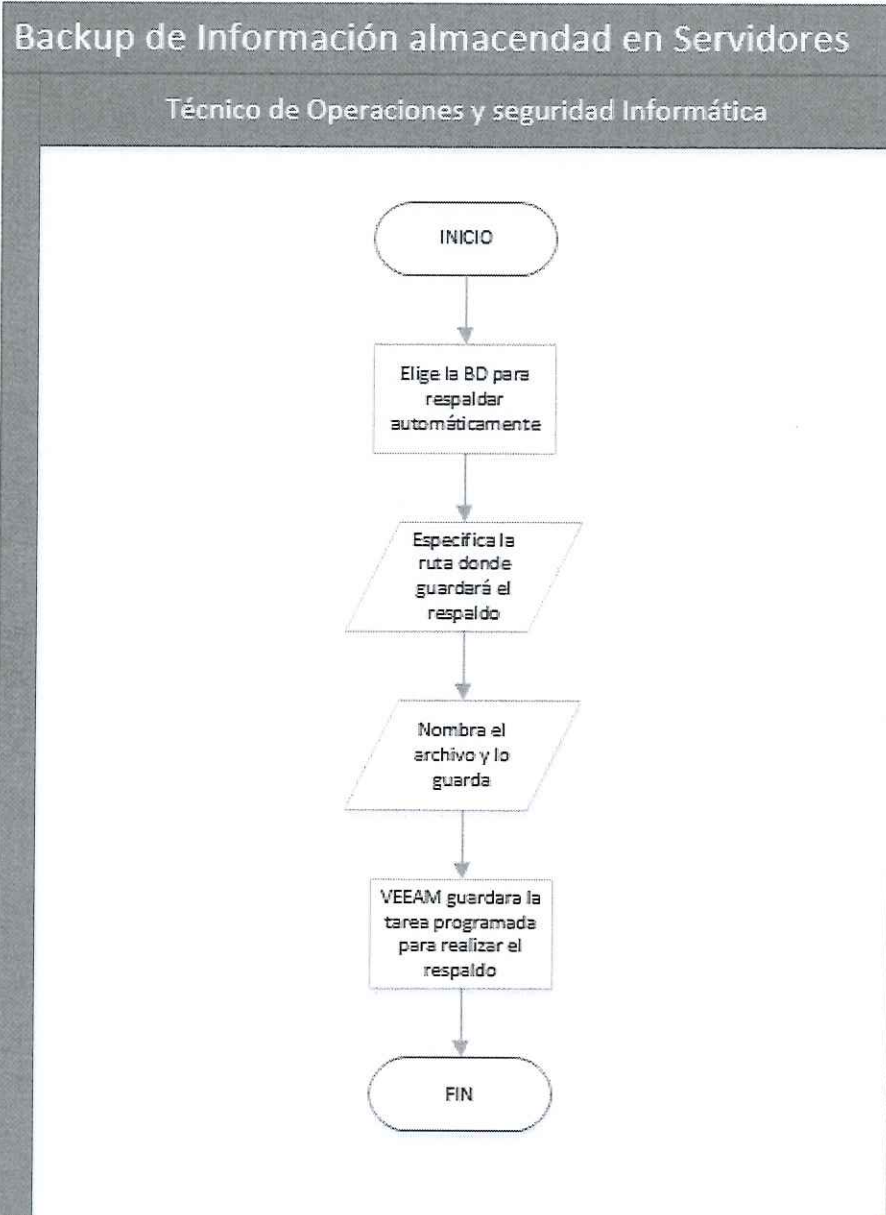 Backup de Información almacendad en Servidores
Técnico de Operaciones y seguridad Informática
INICIO
Elige la BD para
respaldar
automáticamente
Especifica la
ruta donde
guardará el
respaldo
Nombra el
archivo y lo
guarda
VEEAM guardara la
tarea programada
para realizar el
respaldo
FIN